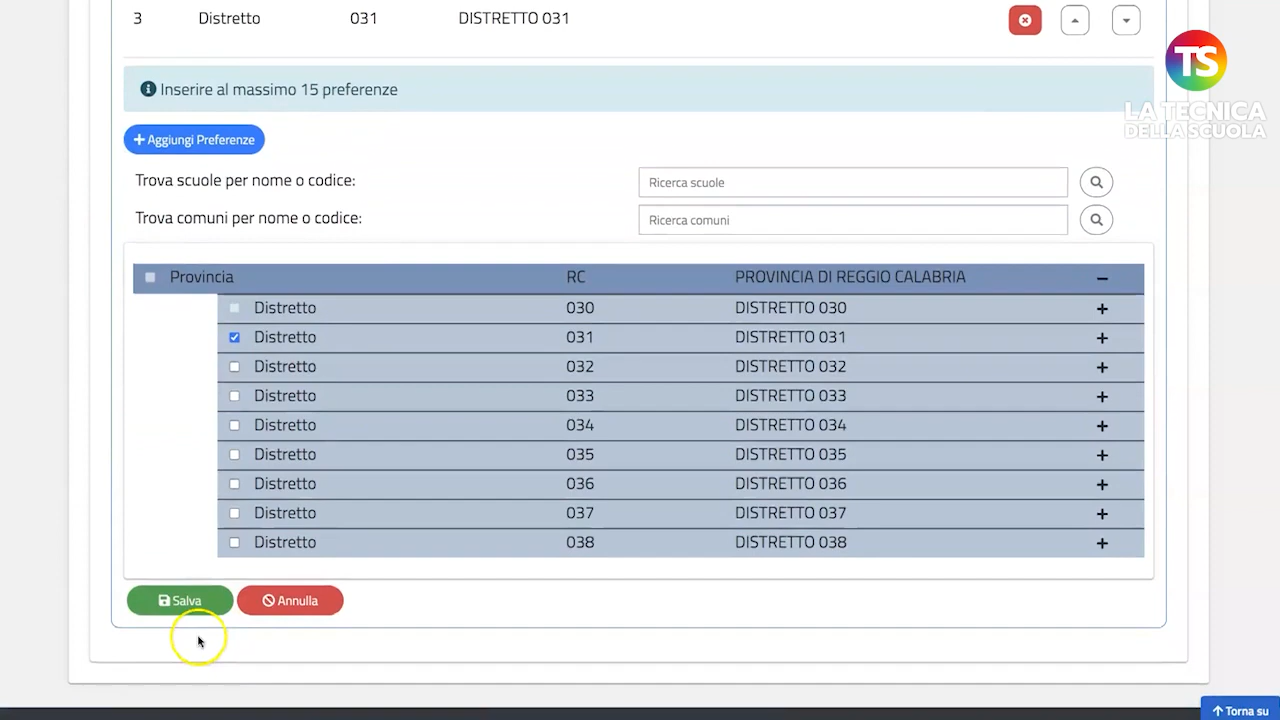 3 Distretto 031 DISTRETTO 031
TS
LA TECNICA
DELLA SCUOLA
Inserire al massimo 15 preferenze
Aggiungi Preferenze
Trova scuole per nome o codice: Ricerca scuole
Trova comuni per nome o codice: Ricerca comuni
Provincia RC PROVINCIA DI REGGIO CALABRIA
Distretto 030 DISTRETTO 030
Distretto 031 DISTRETTO 031
Distretto 032 DISTRETTO 032
Distretto 033 DISTRETTO 033
Distretto 034 DISTRETTO 034
Distretto 035 DISTRETTO 035
Distretto 036 DISTRETTO 036
Distretto 037 DISTRETTO 037
Distretto 038 DISTRETTO 038
Salva Annulla
Torna su